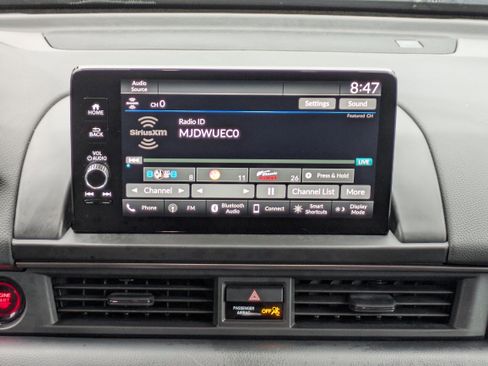 Audio
Source
8:47
CH 0
Settings
Sound
Featured CH
HOME
BACK
VOL
AUDIO
SiriusXM
Radio ID
MJDWUEC0
LIVE
8
11
26
Press & Hold
Channel
Channel List
More
Phone
FM
Bluetooth
Audio
Connect
Smart
Shortcuts
Display
Mode
ENGINE
START
PASSENGER
AIRBAG
OFF